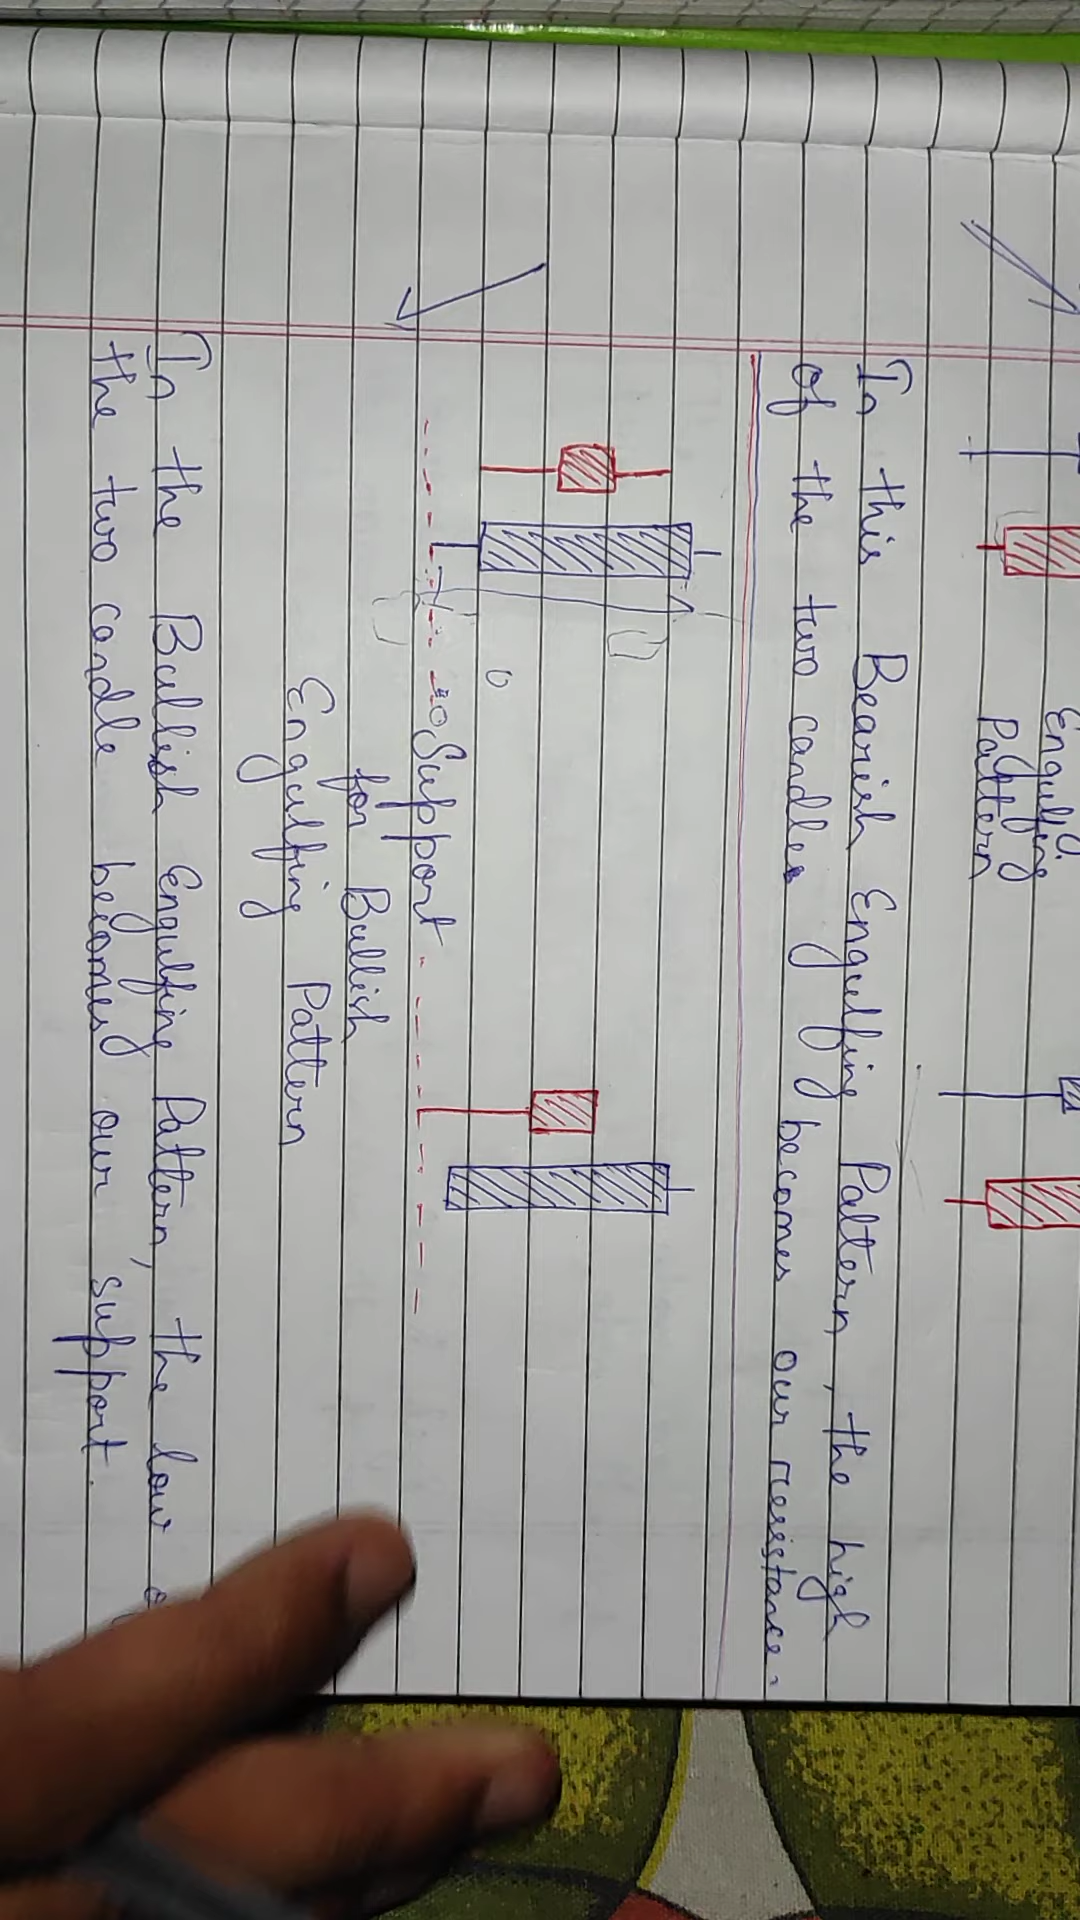 Engulfing
Pattern
In this Bearish Engulfing Pattern, the high
of the two candles becomes our resistance.
Support
for Bullish
Engulfing Pattern
In the Bullish Engulfing Pattern, the low
the two candle becomes our support.